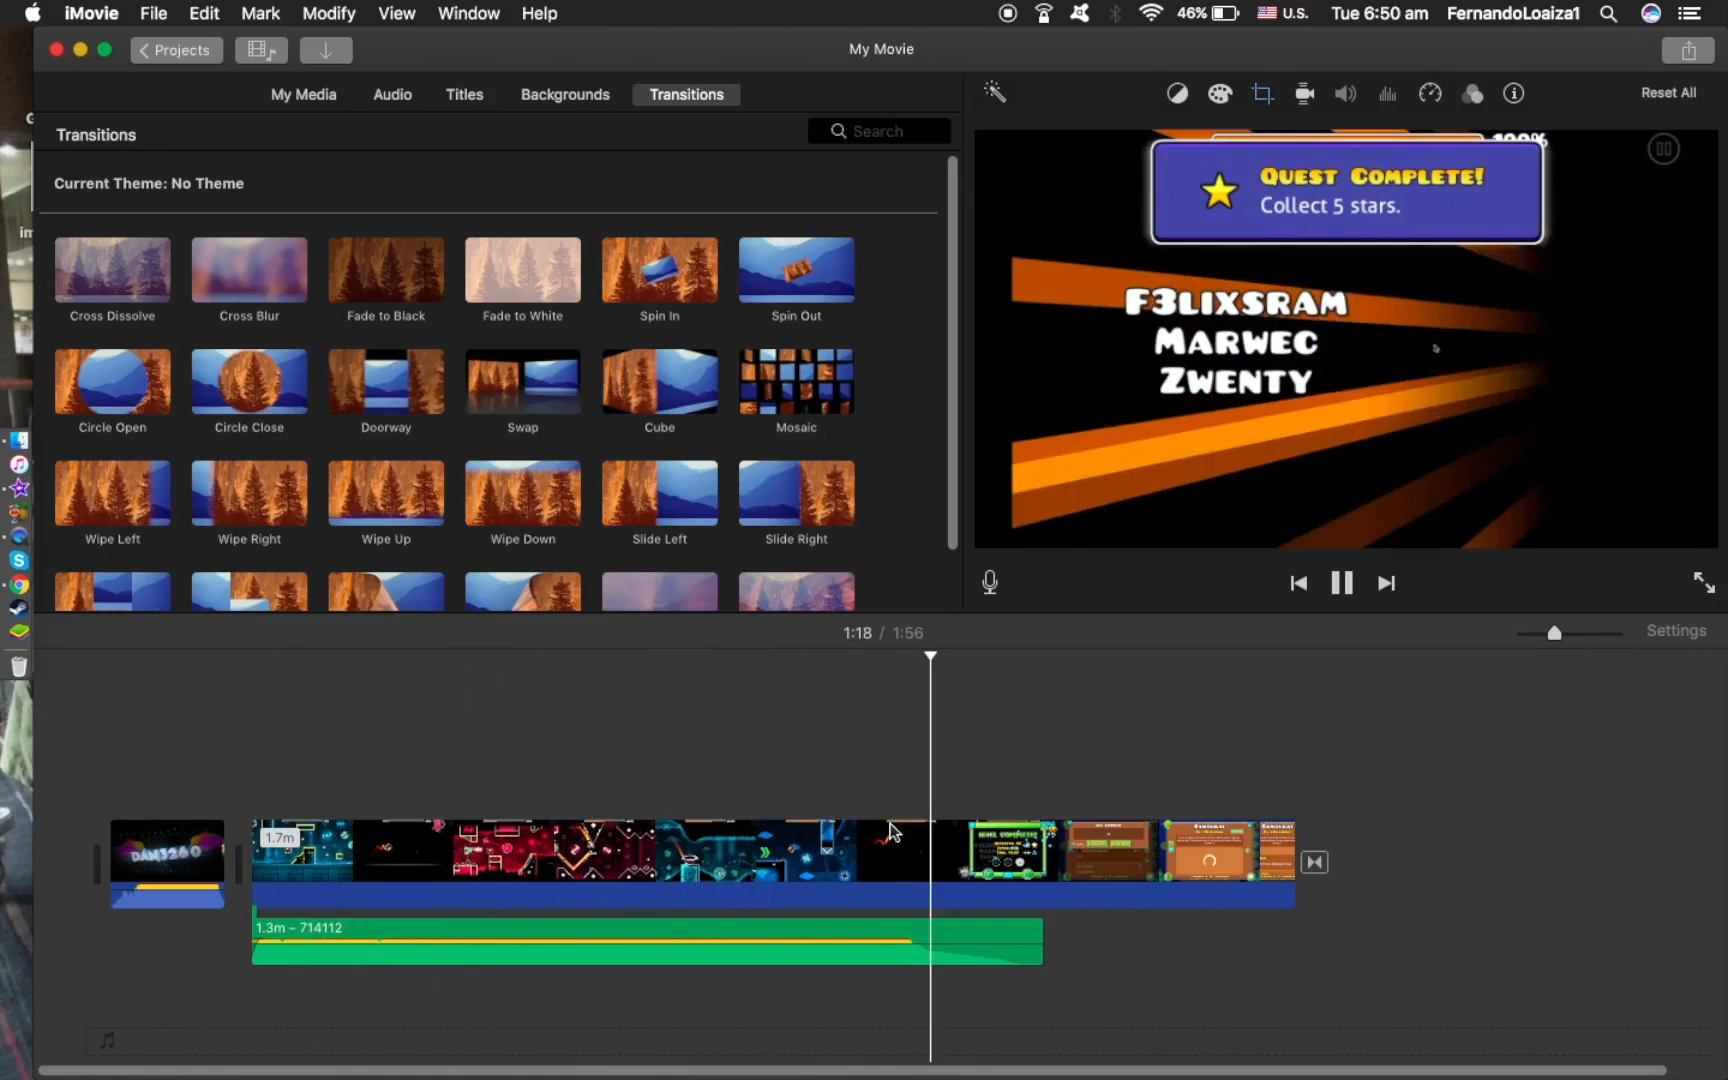 iMovie File Edit Mark Modify View Window Help
46% U.S. Tue 6:50 am FernandoLoaiza1
Projects
My Movie
My Media Audio Titles Backgrounds Transitions
Reset All
Transitions
Search
Current Theme: No Theme
Cross Dissolve Cross Blur Fade to Black Fade to White Spin In Spin Out
Circle Open Circle Close Doorway Swap Cube Mosaic
Wipe Left Wipe Right Wipe Up Wipe Down Slide Left Slide Right
100%
Quest Complete!
Collect 5 stars.
F3lixsram
Marwec
Zwenty
1:18 / 1:56
Settings
DAN3260
1.7m
Level Complete!
1.3m – 714112